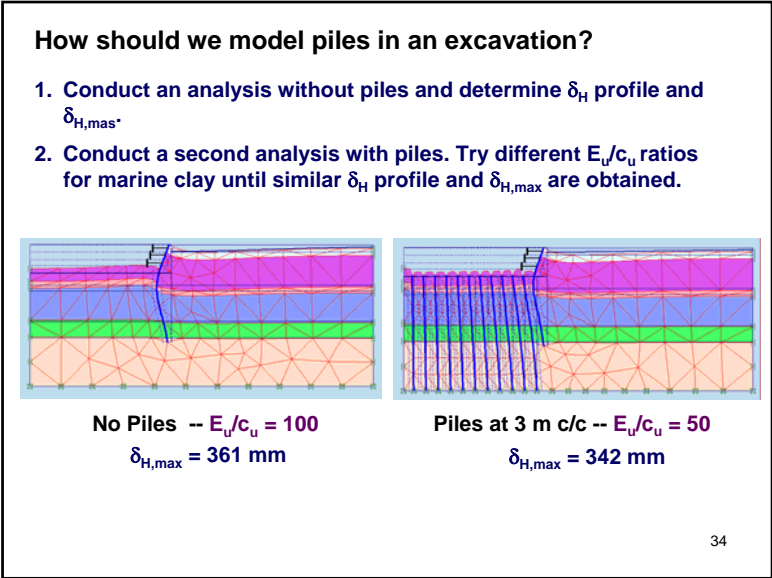 How should we model piles in an excavation?
1. Conduct an analysis without piles and determine δH profile and
δH,mas.
2. Conduct a second analysis with piles. Try different Eu/cu ratios
for marine clay until similar δH profile and δH,max are obtained.
No Piles -- Eu/cu = 100
δH,max = 361 mm
Piles at 3 m c/c -- Eu/cu = 50
δH,max = 342 mm
34